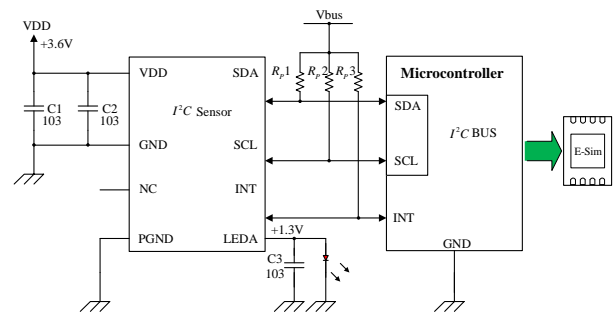 VDD
+3.6V
C1
103
C2
103
VDD
GND
NC
PGND
I²C Sensor
SDA
SCL
INT
LEDA
Vbus
R_P1
R_P2
R_P3
+1.3V
C3
103
Microcontroller
SDA
SCL
I²C BUS
INT
GND
E-Sim